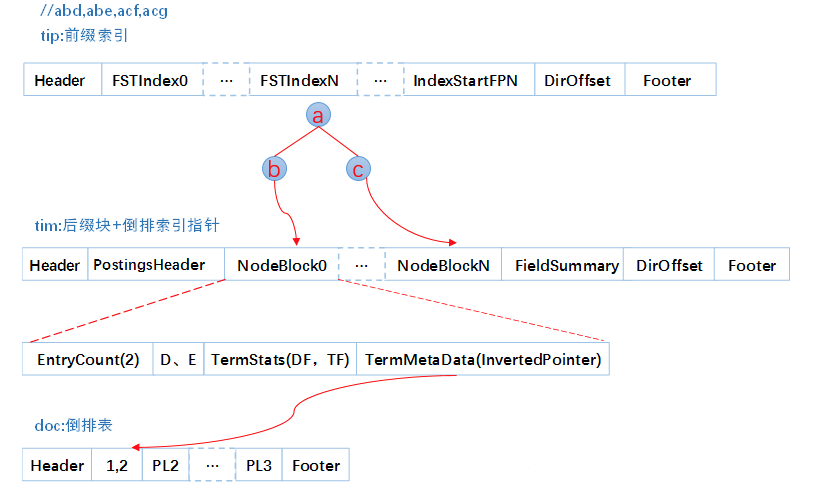 //abd,abe,acf,acg
tip:前缀索引
Header FSTIndex0 ... FSTIndexN ... IndexStartFPN DirOffset Footer
a
b c
tim:后缀块+倒排索引指针
Header PostingsHeader NodeBlock0 ... NodeBlockN FieldSummary DirOffset Footer
EntryCount(2) D、E TermStats(DF，TF) TermMetaData(InvertedPointer)
doc:倒排表
Header 1,2 PL2 ... PL3 Footer